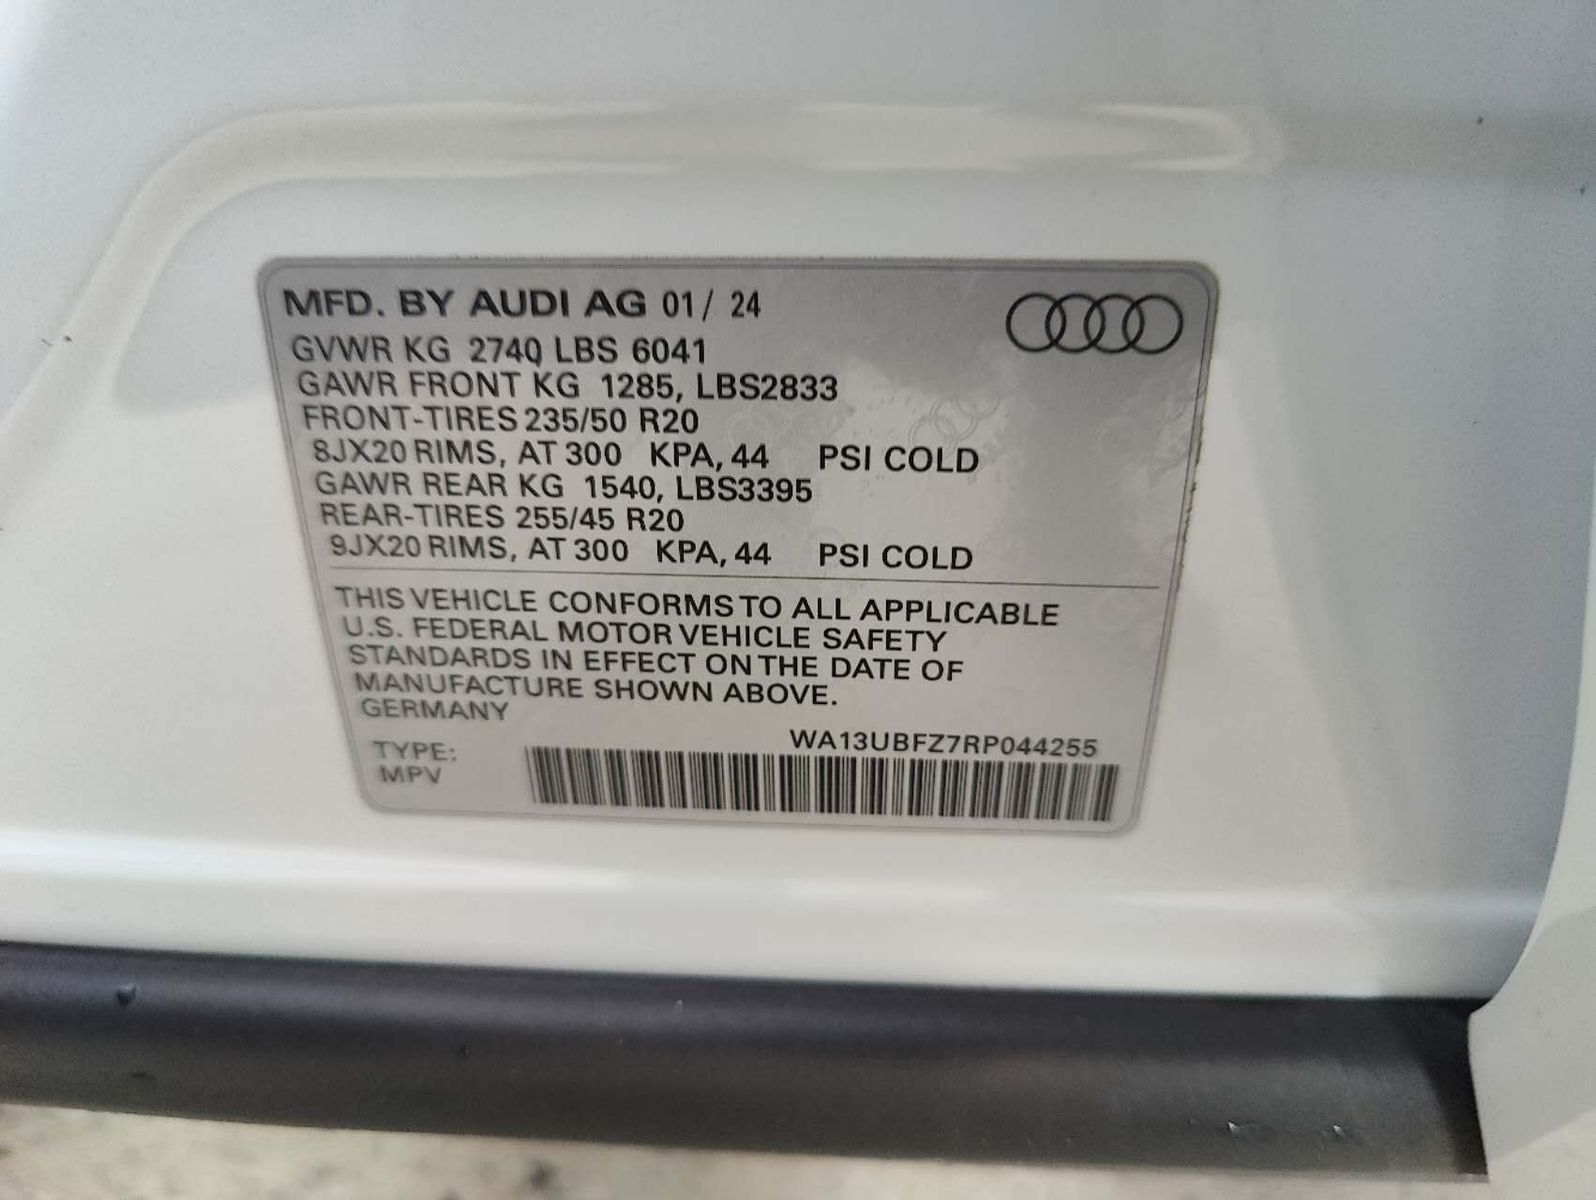 MFD. BY AUDI AG 01/ 24
GVWR KG 2740 LBS 6041
GAWR FRONT KG 1285, LBS2833
FRONT-TIRES 235/50 R20
8JX20 RIMS, AT 300 KPA, 44 PSI COLD
GAWR REAR KG 1540, LBS3395
REAR-TIRES 255/45 R20
9JX20 RIMS, AT 300 KPA, 44 PSI COLD
THIS VEHICLE CONFORMS TO ALL APPLICABLE
U.S. FEDERAL MOTOR VEHICLE SAFETY
STANDARDS IN EFFECT ON THE DATE OF
MANUFACTURE SHOWN ABOVE.
GERMANY
WA13UBFZ7RP044255
TYPE:
MPV